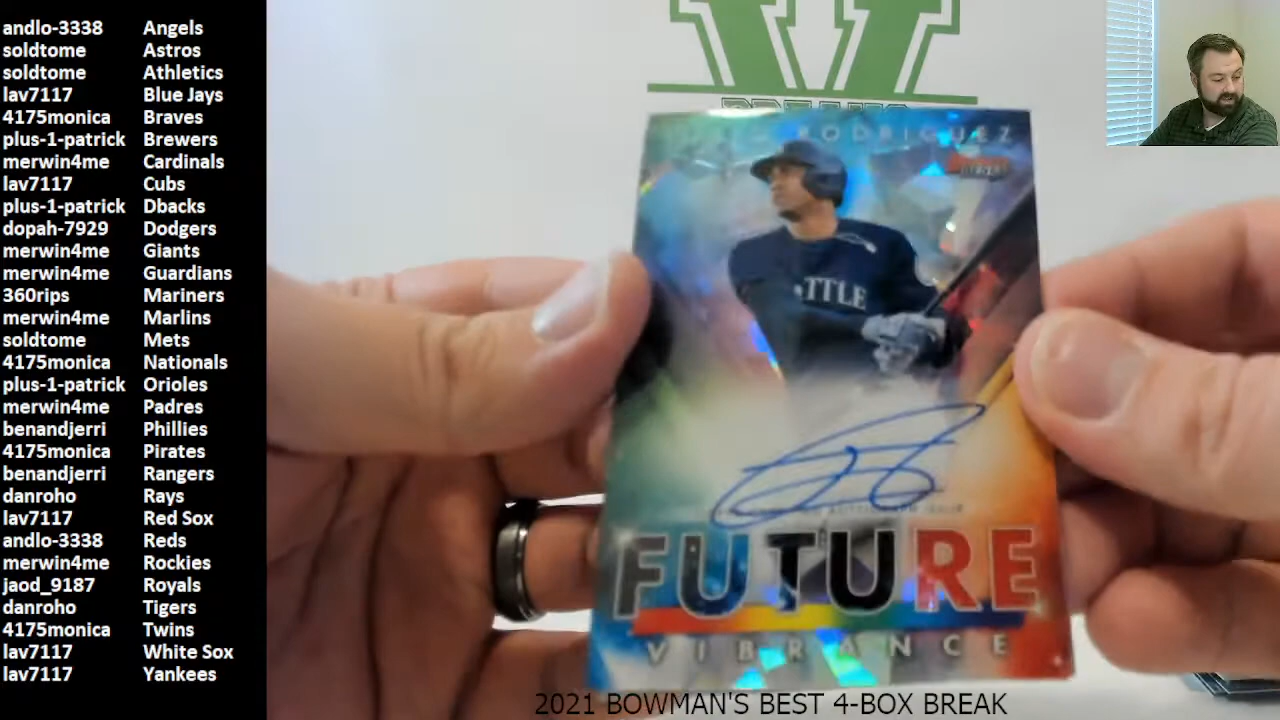 andlo-3338 Angels
soldtome Astros
soldtome Athletics
lav7117 Blue Jays
4175monica Braves
plus-1-patrick Brewers
merwin4me Cardinals
lav7117 Cubs
plus-1-patrick Dbacks
dopah-7929 Dodgers
merwin4me Giants
merwin4me Guardians
360rips Mariners
merwin4me Marlins
soldtome Mets
4175monica Nationals
plus-1-patrick Orioles
merwin4me Padres
benandjerri Phillies
4175monica Pirates
benandjerri Rangers
danroho Rays
lav7117 Red Sox
andlo-3338 Reds
merwin4me Rockies
jaod_9187 Royals
danroho Tigers
4175monica Twins
lav7117 White Sox
lav7117 Yankees
RODRIGUEZ
FUTURE
VIBRANCE
2021 BOWMAN'S BEST 4-BOX BREAK